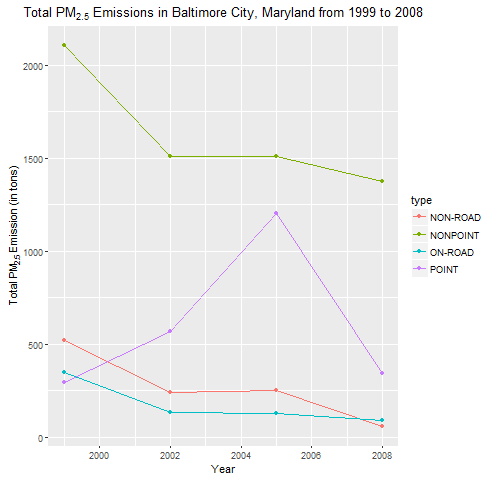 Total PM2.5 Emissions in Baltimore City, Maryland from 1999 to 2008
Total PM2.5 Emission (in tons)
2000
1500
1000
500
0
2000 2002 2004 2006 2008
Year
type
NON-ROAD
NONPOINT
ON-ROAD
POINT